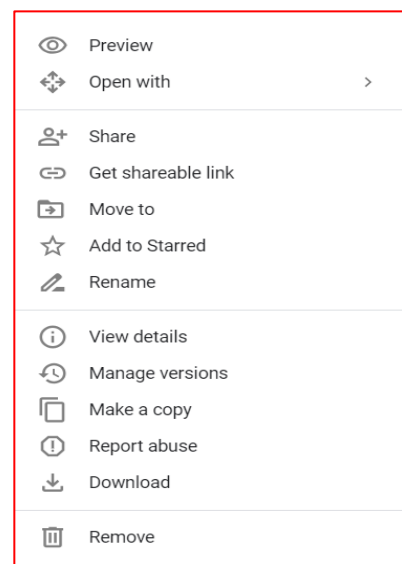 Preview
Open with
Share
Get shareable link
Move to
Add to Starred
Rename
View details
Manage versions
Make a copy
Report abuse
Download
Remove